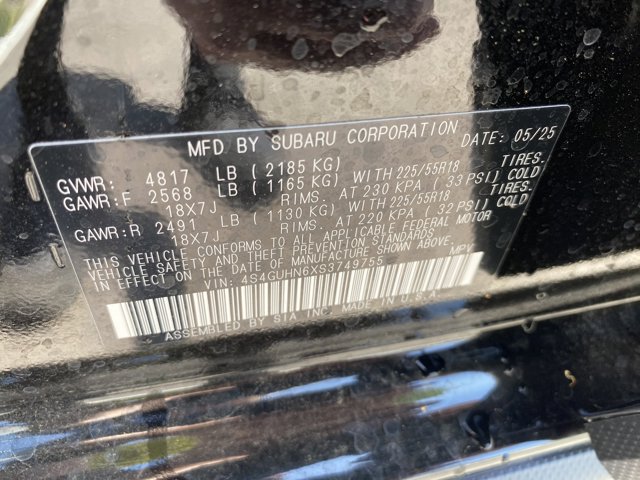 MFD BY SUBARU CORPORATION DATE: 05/25
GVWR: 4817 LB (2185 KG)
GAWR:F 2568 LB (1165 KG) WITH 225/55R18 TIRES.
18X7J RIMS. AT 230 KPA (33 PSI) COLD
GAWR:R 2491 LB (1130 KG) WITH 225/55R18 TIRES.
18X7J RIMS. AT 220 KPA (32 PSI) COLD
THIS VEHICLE CONFORMS TO ALL APPLICABLE FEDERAL MOTOR
VEHICLE SAFETY AND THEFT PREVENTION STANDARDS
IN EFFECT ON THE DATE OF MANUFACTURE SHOWN ABOVE.
VIN: 4S4GUHN6XS3749755 MPV
ASSEMBLED BY SIA INC. MADE IN U.S.A.